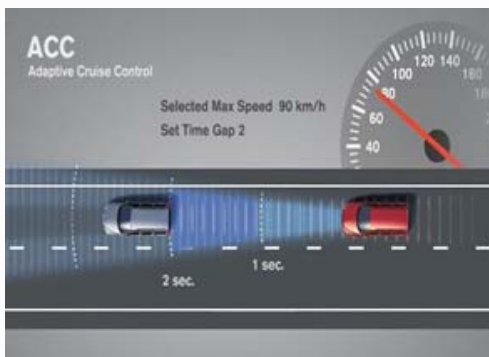 ACC
Adaptive Cruise Control
Selected Max Speed 90 km/h
Set Time Gap 2
40
60
80
100
120
140
160
1 sec.
2 sec.